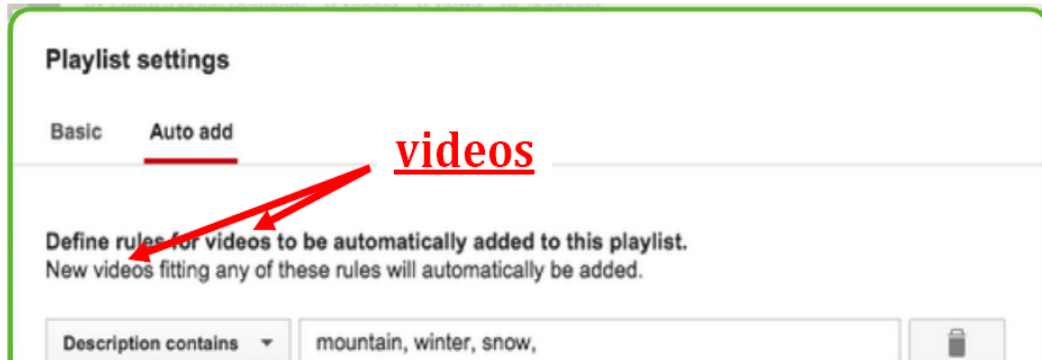 Playlist settings
Basic Auto add
videos
Define rules for videos to be automatically added to this playlist.
New videos fitting any of these rules will automatically be added.
Description contains mountain, winter, snow,